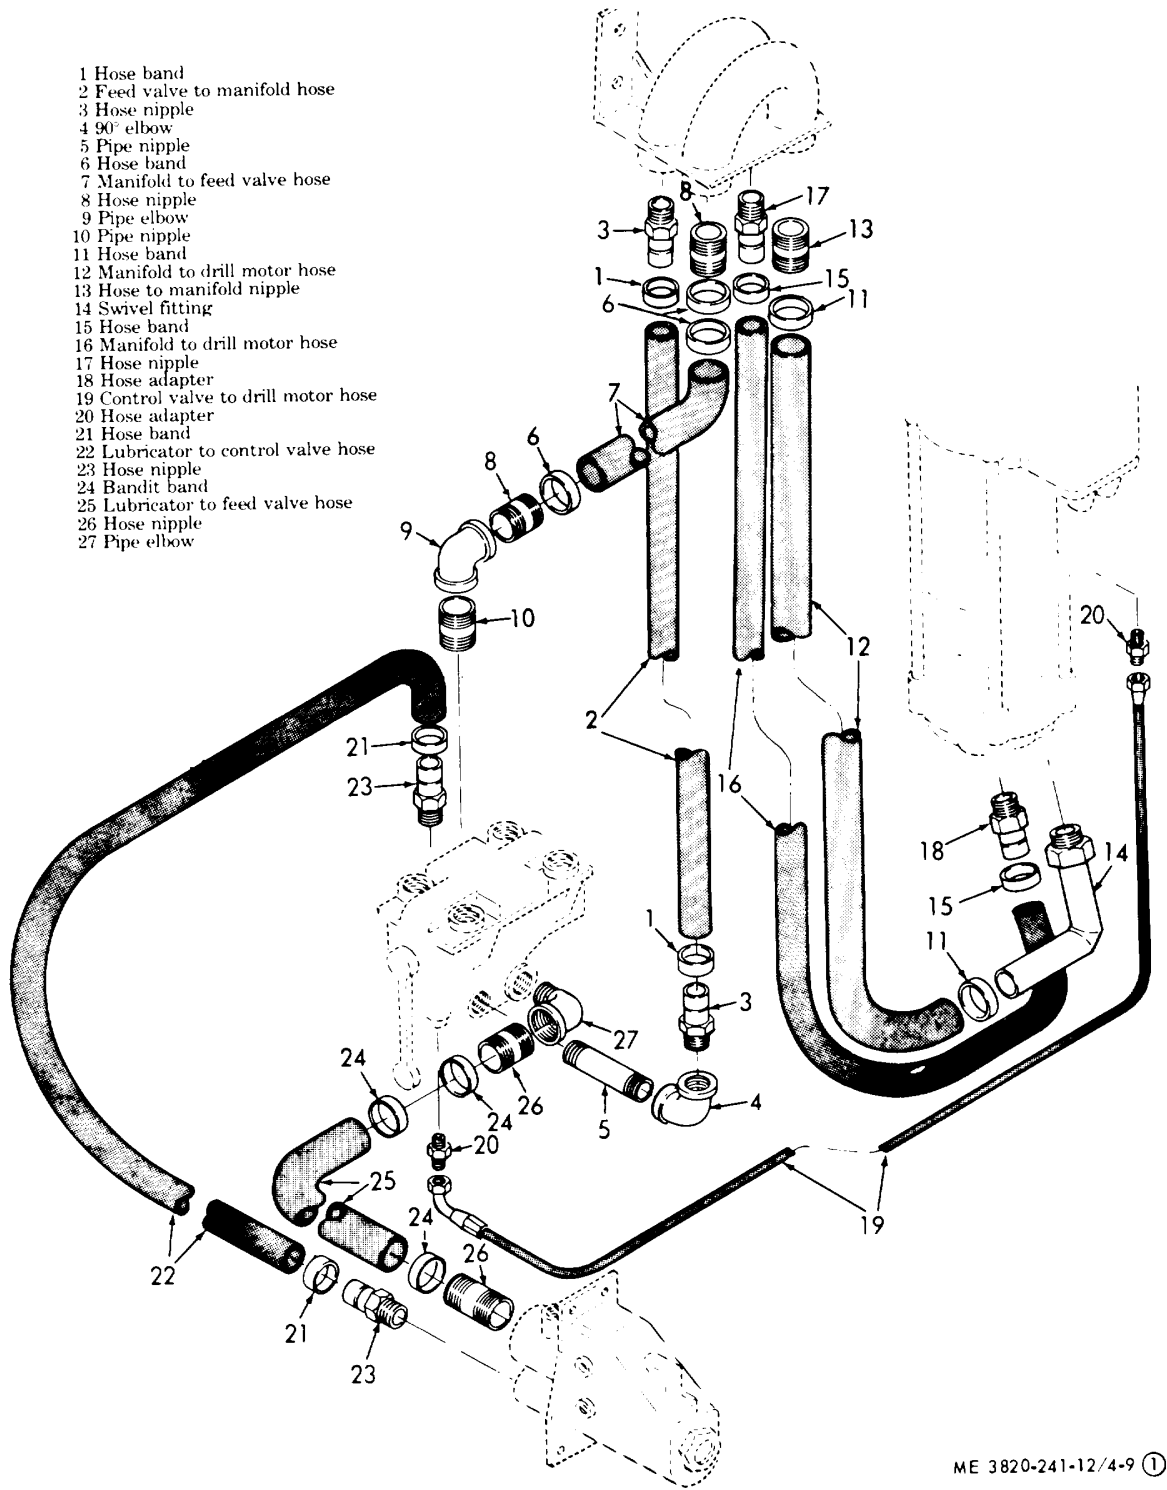 1 Hose band
2 Feed valve to manifold hose
3 Hose nipple
4 90° elbow
5 Pipe nipple
6 Hose band
7 Manifold to feed valve hose
8 Hose nipple
9 Pipe elbow
10 Pipe nipple
11 Hose band
12 Manifold to drill motor hose
13 Hose to manifold nipple
14 Swivel fitting
15 Hose band
16 Manifold to drill motor hose
17 Hose nipple
18 Hose adapter
19 Control valve to drill motor hose
20 Hose adapter
21 Hose band
22 Lubricator to control valve hose
23 Hose nipple
24 Bandit band
25 Lubricator to feed valve hose
26 Hose nipple
27 Pipe elbow
8
17
3
13
1
15
11
6
7
6
8
9
10
20
12
2
21
16
23
18
14
15
1
11
3
27
24
26
24
5
4
20
25
24
19
26
22
21
23
ME 3820-241-12/4-9 ①